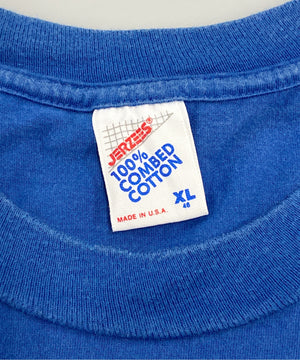 JERZEES
100%
COMBED
COTTON
XL
46
MADE IN U.S.A.